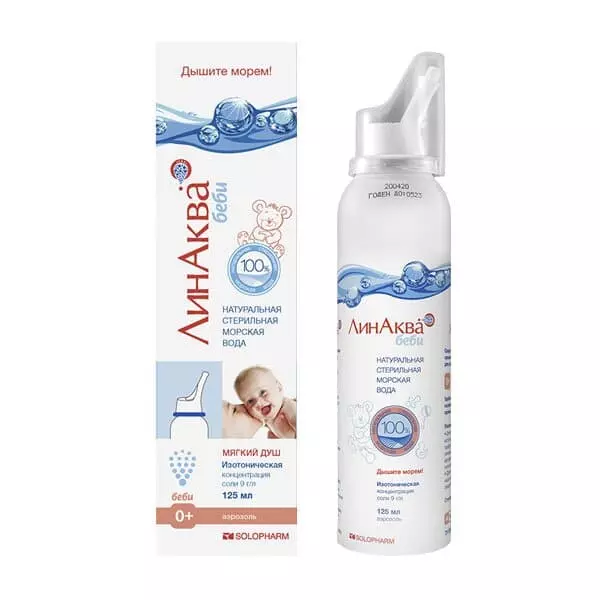 Дышите морем!
ЛинАква
беби
100%
НАТУРАЛЬНАЯ
СТЕРИЛЬНАЯ
МОРСКАЯ
ВОДА
МЯГКИЙ ДУШ
Изотоническая
концентрация
соли 9 г/л
125 мл
беби
0+
аэрозоль
SOLOPHARM
200420
ГОДЕН ДО0523
ЛинАква
беби
НАТУРАЛЬНАЯ
СТЕРИЛЬНАЯ
МОРСКАЯ
ВОДА
100%
Дышите морем!
Изотоническая
концентрация
соли 9 г/л
125 мл
аэрозоль